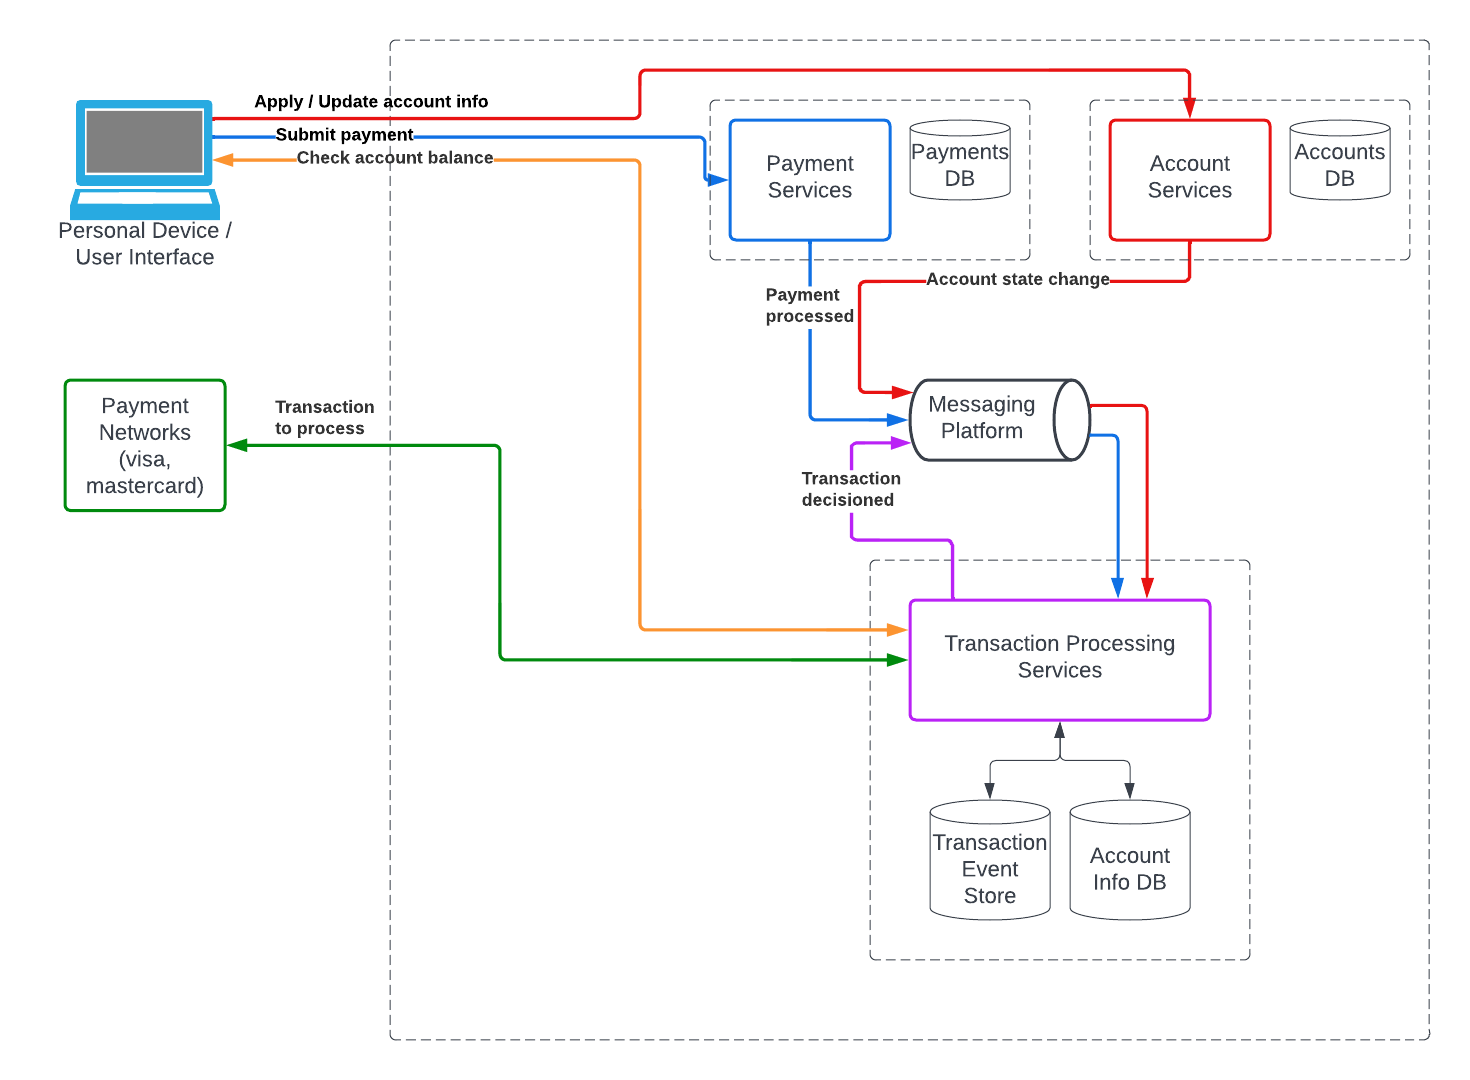 Apply / Update account info
Submit payment
Check account balance
Personal Device /
User Interface
Payment
Services
Payments
DB
Account
Services
Accounts
DB
Payment
processed
Account state change
Payment
Networks
(visa,
mastercard)
Transaction
to process
Messaging
Platform
Transaction
decisioned
Transaction Processing
Services
Transaction
Event
Store
Account
Info DB